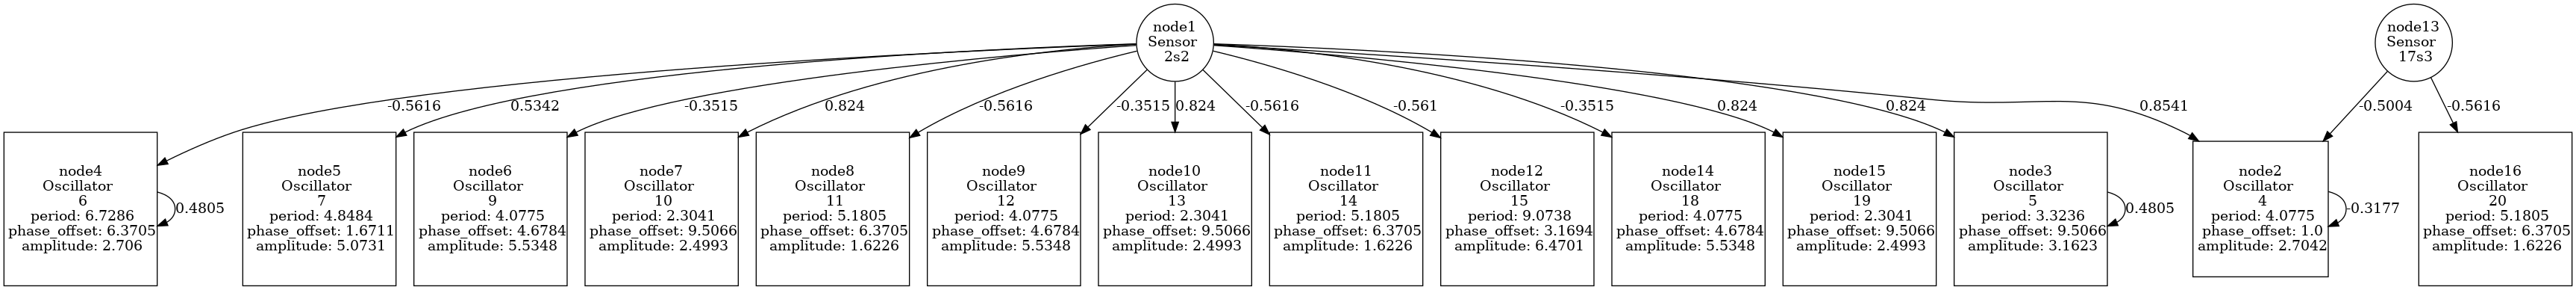 node1
Sensor
2s2
node13
Sensor
17s3
-0.5616
0.5342
-0.3515
0.824
-0.5616
-0.3515
0.824
-0.5616
-0.561
-0.3515
0.824
0.824
0.8541
-0.5004
-0.5616
node4
Oscillator
6
period: 6.7286
phase_offset: 6.3705
amplitude: 2.706
0.4805
node5
Oscillator
7
period: 4.8484
phase_offset: 1.6711
amplitude: 5.0731
node6
Oscillator
9
period: 4.0775
phase_offset: 4.6784
amplitude: 5.5348
node7
Oscillator
10
period: 2.3041
phase_offset: 9.5066
amplitude: 2.4993
node8
Oscillator
11
period: 5.1805
phase_offset: 6.3705
amplitude: 1.6226
node9
Oscillator
12
period: 4.0775
phase_offset: 4.6784
amplitude: 5.5348
node10
Oscillator
13
period: 2.3041
phase_offset: 9.5066
amplitude: 2.4993
node11
Oscillator
14
period: 5.1805
phase_offset: 6.3705
amplitude: 1.6226
node12
Oscillator
15
period: 9.0738
phase_offset: 3.1694
amplitude: 6.4701
node14
Oscillator
18
period: 4.0775
phase_offset: 4.6784
amplitude: 5.5348
node15
Oscillator
19
period: 2.3041
phase_offset: 9.5066
amplitude: 2.4993
node3
Oscillator
5
period: 3.3236
phase_offset: 9.5066
amplitude: 3.1623
0.4805
node2
Oscillator
4
period: 4.0775
phase_offset: 1.0
amplitude: 2.7042
-0.3177
node16
Oscillator
20
period: 5.1805
phase_offset: 6.3705
amplitude: 1.6226